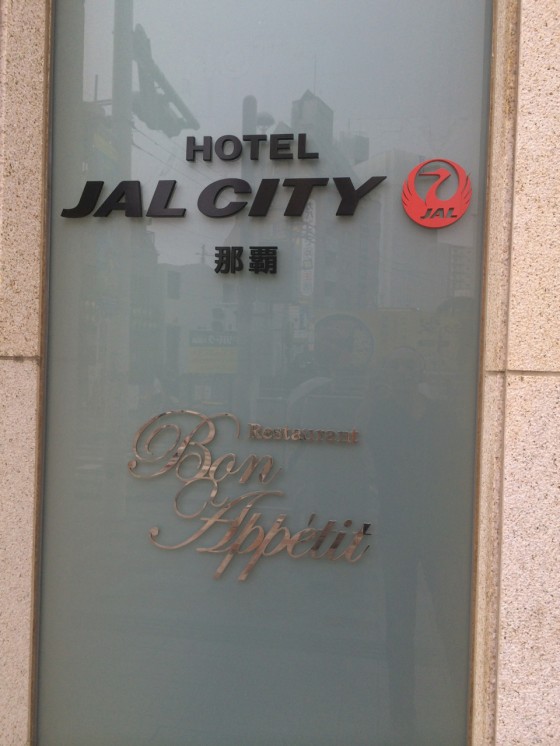 HOTEL
JAL CITY
JAL
那覇
Restaurant
Bon
Appétit